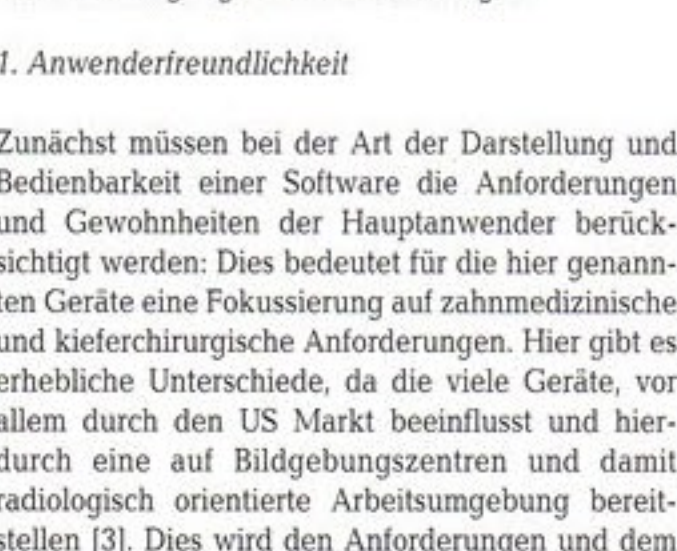 1. Anwenderfreundlichkeit
Zunächst müssen bei der Art der Darstellung und
Bedienbarkeit einer Software die Anforderungen
und Gewohnheiten der Hauptanwender berück-
sichtigt werden: Dies bedeutet für die hier genann-
ten Geräte eine Fokussierung auf zahnmedizinische
und kieferchirurgische Anforderungen. Hier gibt es
erhebliche Unterschiede, da die viele Geräte, vor
allem durch den US Markt beeinflusst und hier-
durch eine auf Bildgebungszentren und damit
radiologisch orientierte Arbeitsumgebung bereit-
stellen [3]. Dies wird den Anforderungen und dem